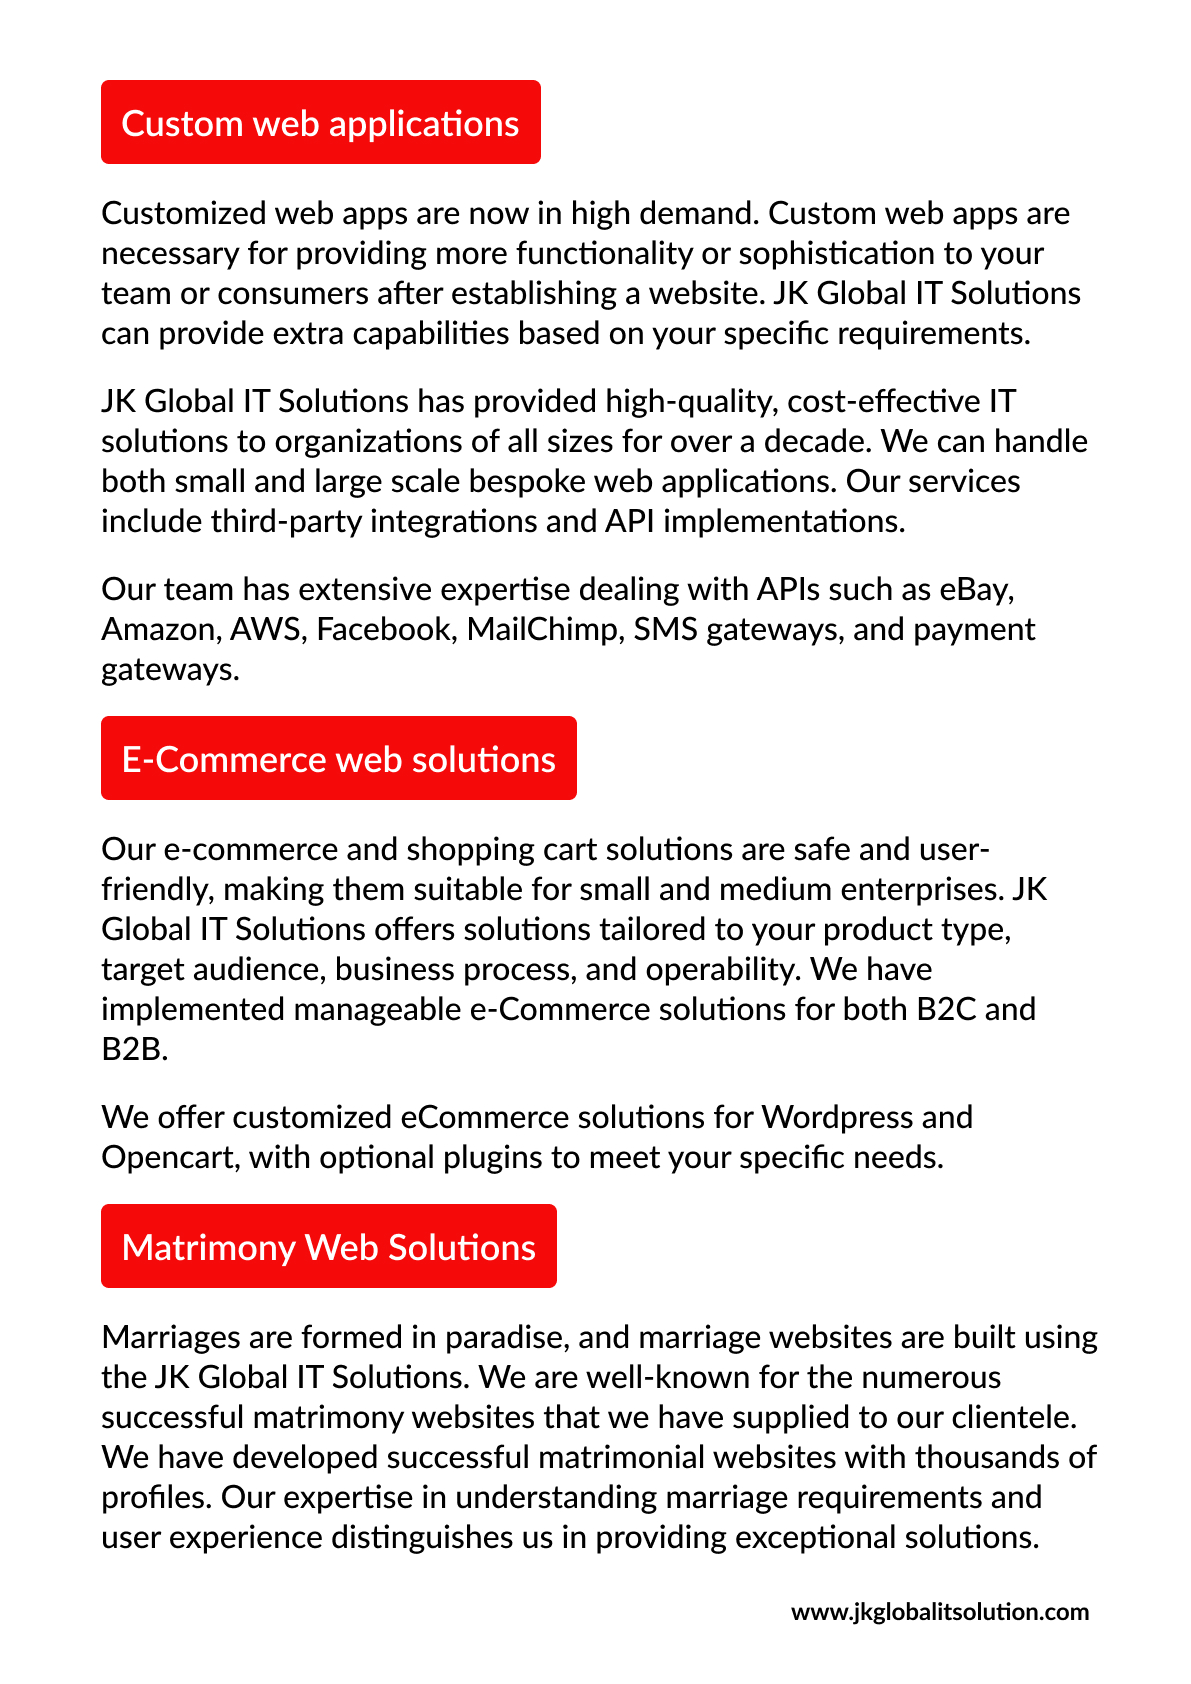 Custom web applications
Customized web apps are now in high demand. Custom web apps are
necessary for providing more functionality or sophistication to your
team or consumers after establishing a website. JK Global IT Solutions
can provide extra capabilities based on your specific requirements.
JK Global IT Solutions has provided high-quality, cost-effective IT
solutions to organizations of all sizes for over a decade. We can handle
both small and large scale bespoke web applications. Our services
include third-party integrations and API implementations.
Our team has extensive expertise dealing with APIs such as eBay,
Amazon, AWS, Facebook, MailChimp, SMS gateways, and payment
gateways.
E-Commerce web solutions
Our e-commerce and shopping cart solutions are safe and user-
friendly, making them suitable for small and medium enterprises. JK
Global IT Solutions offers solutions tailored to your product type,
target audience, business process, and operability. We have
implemented manageable e-Commerce solutions for both B2C and
B2B.
We offer customized eCommerce solutions for Wordpress and
Opencart, with optional plugins to meet your specific needs.
Matrimony Web Solutions
Marriages are formed in paradise, and marriage websites are built using
the JK Global IT Solutions. We are well-known for the numerous
successful matrimony websites that we have supplied to our clientele.
We have developed successful matrimonial websites with thousands of
profiles. Our expertise in understanding marriage requirements and
user experience distinguishes us in providing exceptional solutions.
www.jkglobalitsolution.com